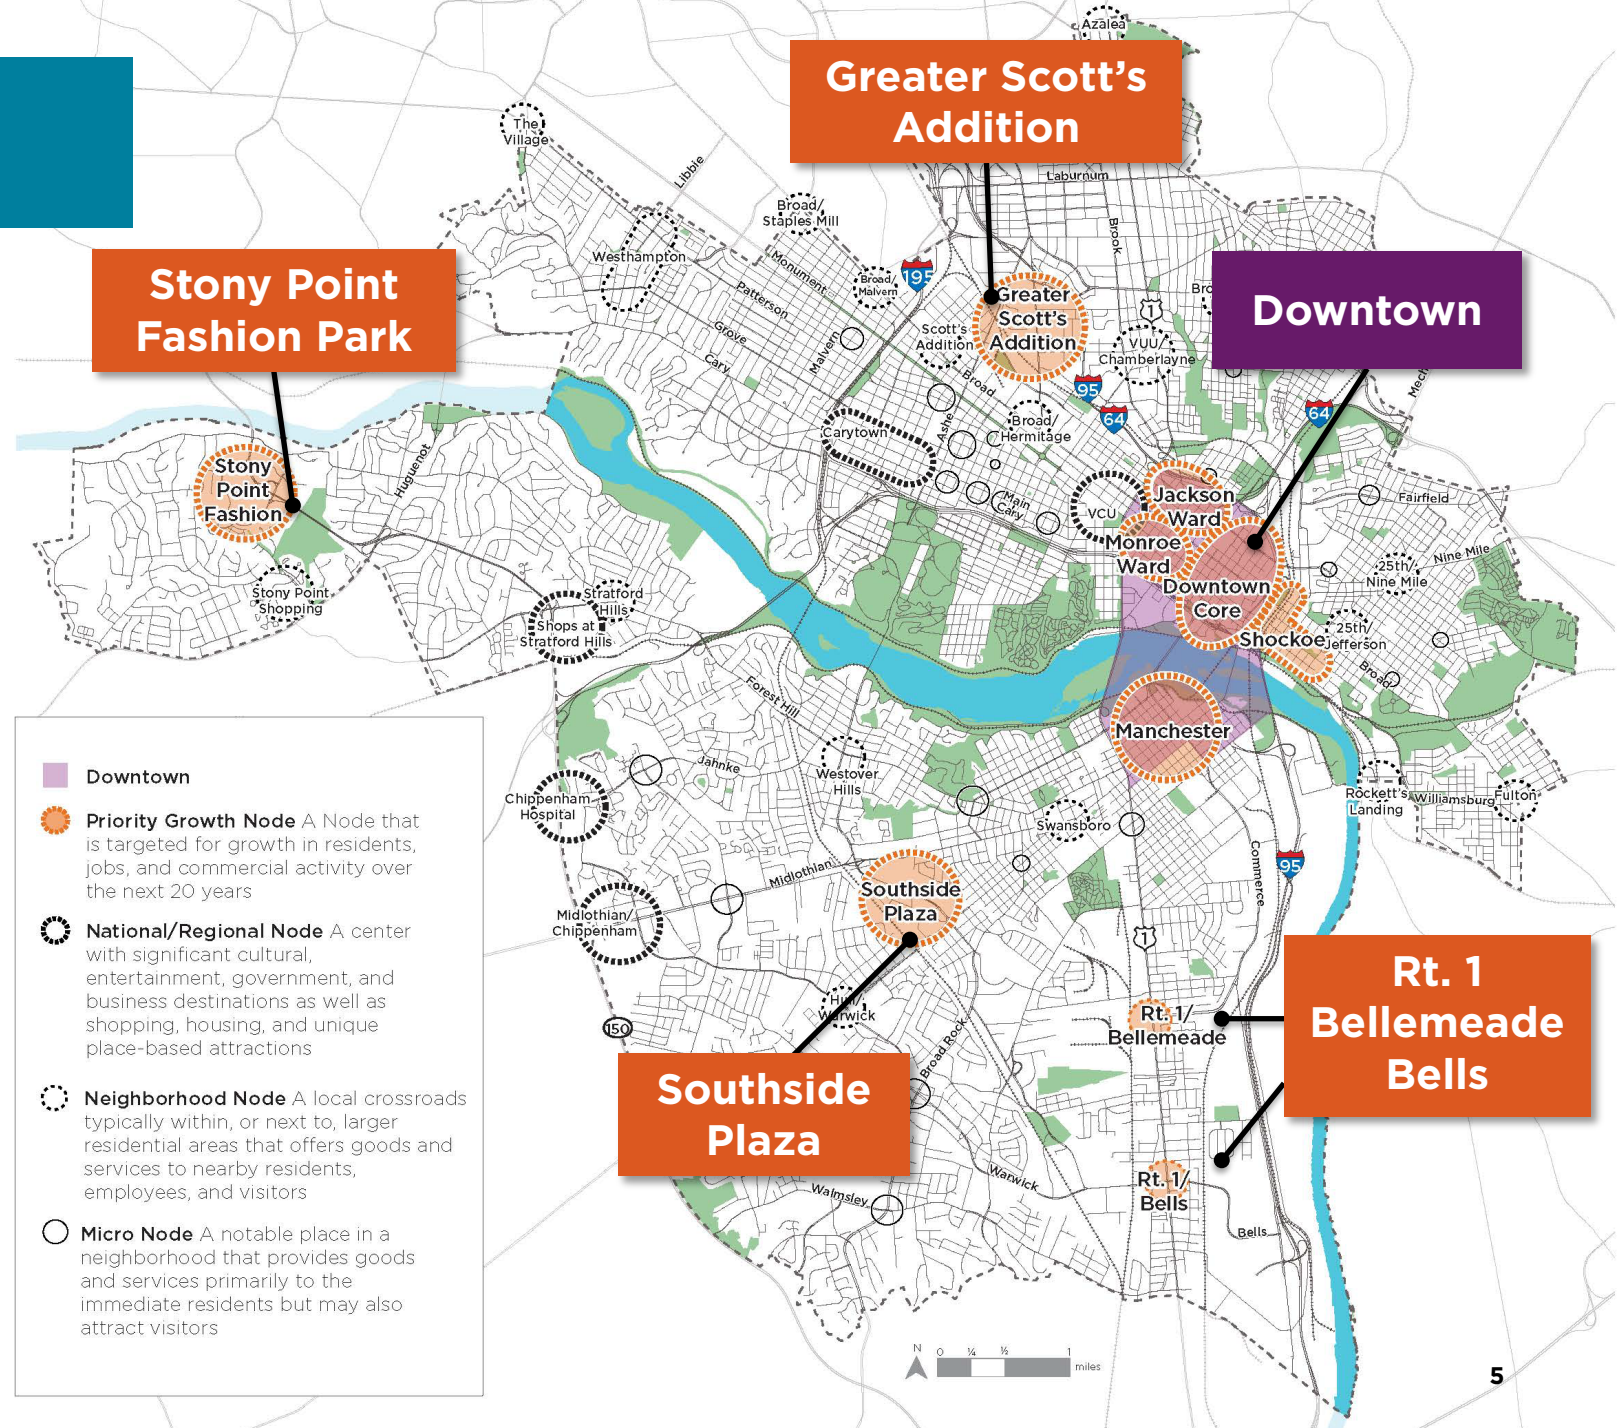 Azalea
Greater Scott's
Addition
The
Village
Libbie
Laburnum
Broad/
Staples Mill
Brook
Westhampton
Monument
Stony Point
Fashion Park
195
Broad/
Malvern
Patterson
Greater
Scott's
Addition
1
Downtown
Grove
Scott's
Addition
VUU/
Chamberlayne
Malvern
Cary
Broad
95
64
64
Carytown
Ashe
Broad/
Hermitage
Huguenot
Stony
Point
Fashion
Main
Cary
VCU
Jackson
Ward
Fairfield
Monroe
Ward
Nine Mile
25th/
Nine Mile
Downtown
Core
Stony Point
Shopping
Stratford
Hills
Shops at
Stratford Hills
Shockoe
25th/
Jefferson
Broad
Forest Hill
Manchester
Jahnke
Westover
Hills
Chippenham
Hospital
Rockett's
Landing
Williamsburg
Fulton
Swansboro
Commerce
95
Midlothian
Southside
Plaza
Midlothian/
Chippenham
1
Hull/
Warwick
150
Rt. 1/
Bellemeade
Rt. 1
Bellemeade
Bells
Broad Rock
Southside
Plaza
Warwick
Walmsley
Rt. 1/
Bells
Bells
Downtown
Priority Growth Node A Node that
is targeted for growth in residents,
jobs, and commercial activity over
the next 20 years
National/Regional Node A center
with significant cultural,
entertainment, government, and
business destinations as well as
shopping, housing, and unique
place-based attractions
Neighborhood Node A local crossroads
typically within, or next to, larger
residential areas that offers goods and
services to nearby residents,
employees, and visitors
Micro Node A notable place in a
neighborhood that provides goods
and services primarily to the
immediate residents but may also
attract visitors
N
0 ¼ ½ 1
miles
5